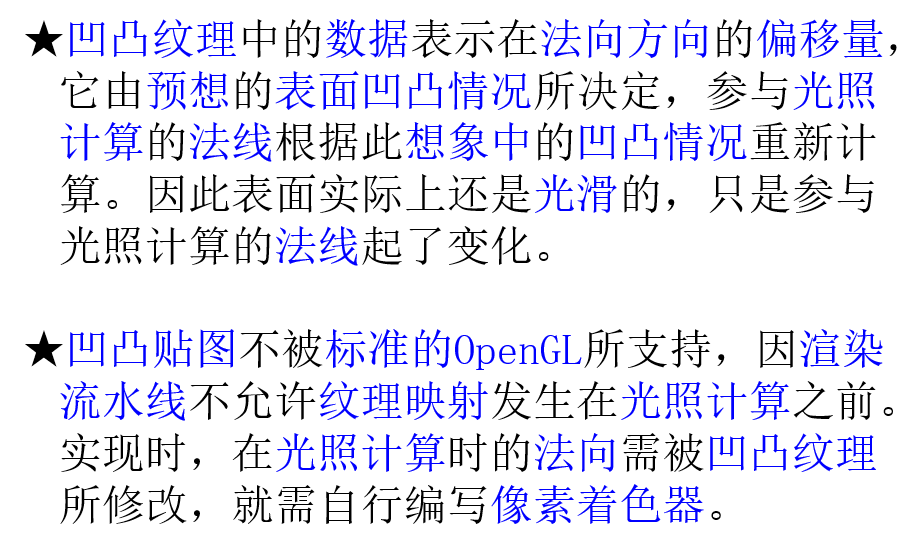 ★凹凸纹理中的数据表示在法向方向的偏移量，
它由预想的表面凹凸情况所决定，参与光照
计算的法线根据此想象中的凹凸情况重新计
算。因此表面实际上还是光滑的，只是参与
光照计算的法线起了变化。
★凹凸贴图不被标准的OpenGL所支持，因渲染
流水线不允许纹理映射发生在光照计算之前。
实现时，在光照计算时的法向需被凹凸纹理
所修改，就需自行编写像素着色器。